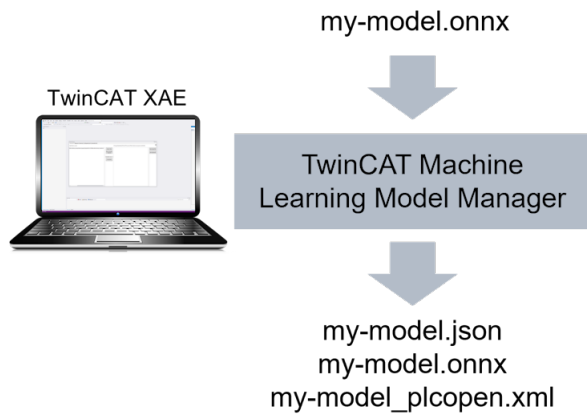 my-model.onnx
TwinCAT XAE
TwinCAT Machine
Learning Model Manager
my-model.json
my-model.onnx
my-model_plcopen.xml